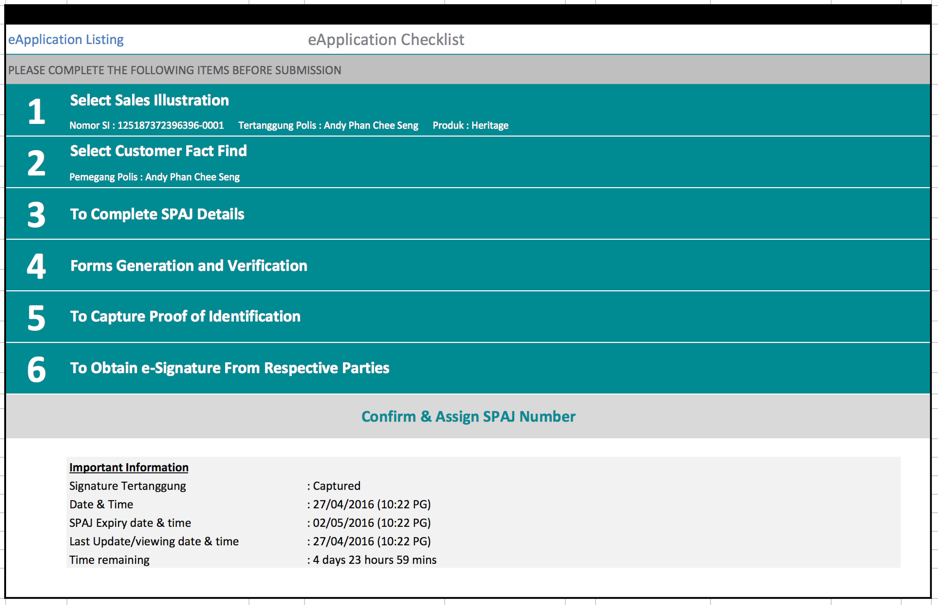 eApplication Listing eApplication Checklist
PLEASE COMPLETE THE FOLLOWING ITEMS BEFORE SUBMISSION
1 Select Sales Illustration
Nomor SI : 125187372396396-0001 Tertanggung Polis : Andy Phan Chee Seng Produk : Heritage
2 Select Customer Fact Find
Pemegang Polis : Andy Phan Chee Seng
3 To Complete SPAJ Details
4 Forms Generation and Verification
5 To Capture Proof of Identification
6 To Obtain e-Signature From Respective Parties
Confirm & Assign SPAJ Number
Important Information
Signature Tertanggung : Captured
Date & Time : 27/04/2016 (10:22 PG)
SPAJ Expiry date & time : 02/05/2016 (10:22 PG)
Last Update/viewing date & time : 27/04/2016 (10:22 PG)
Time remaining : 4 days 23 hours 59 mins